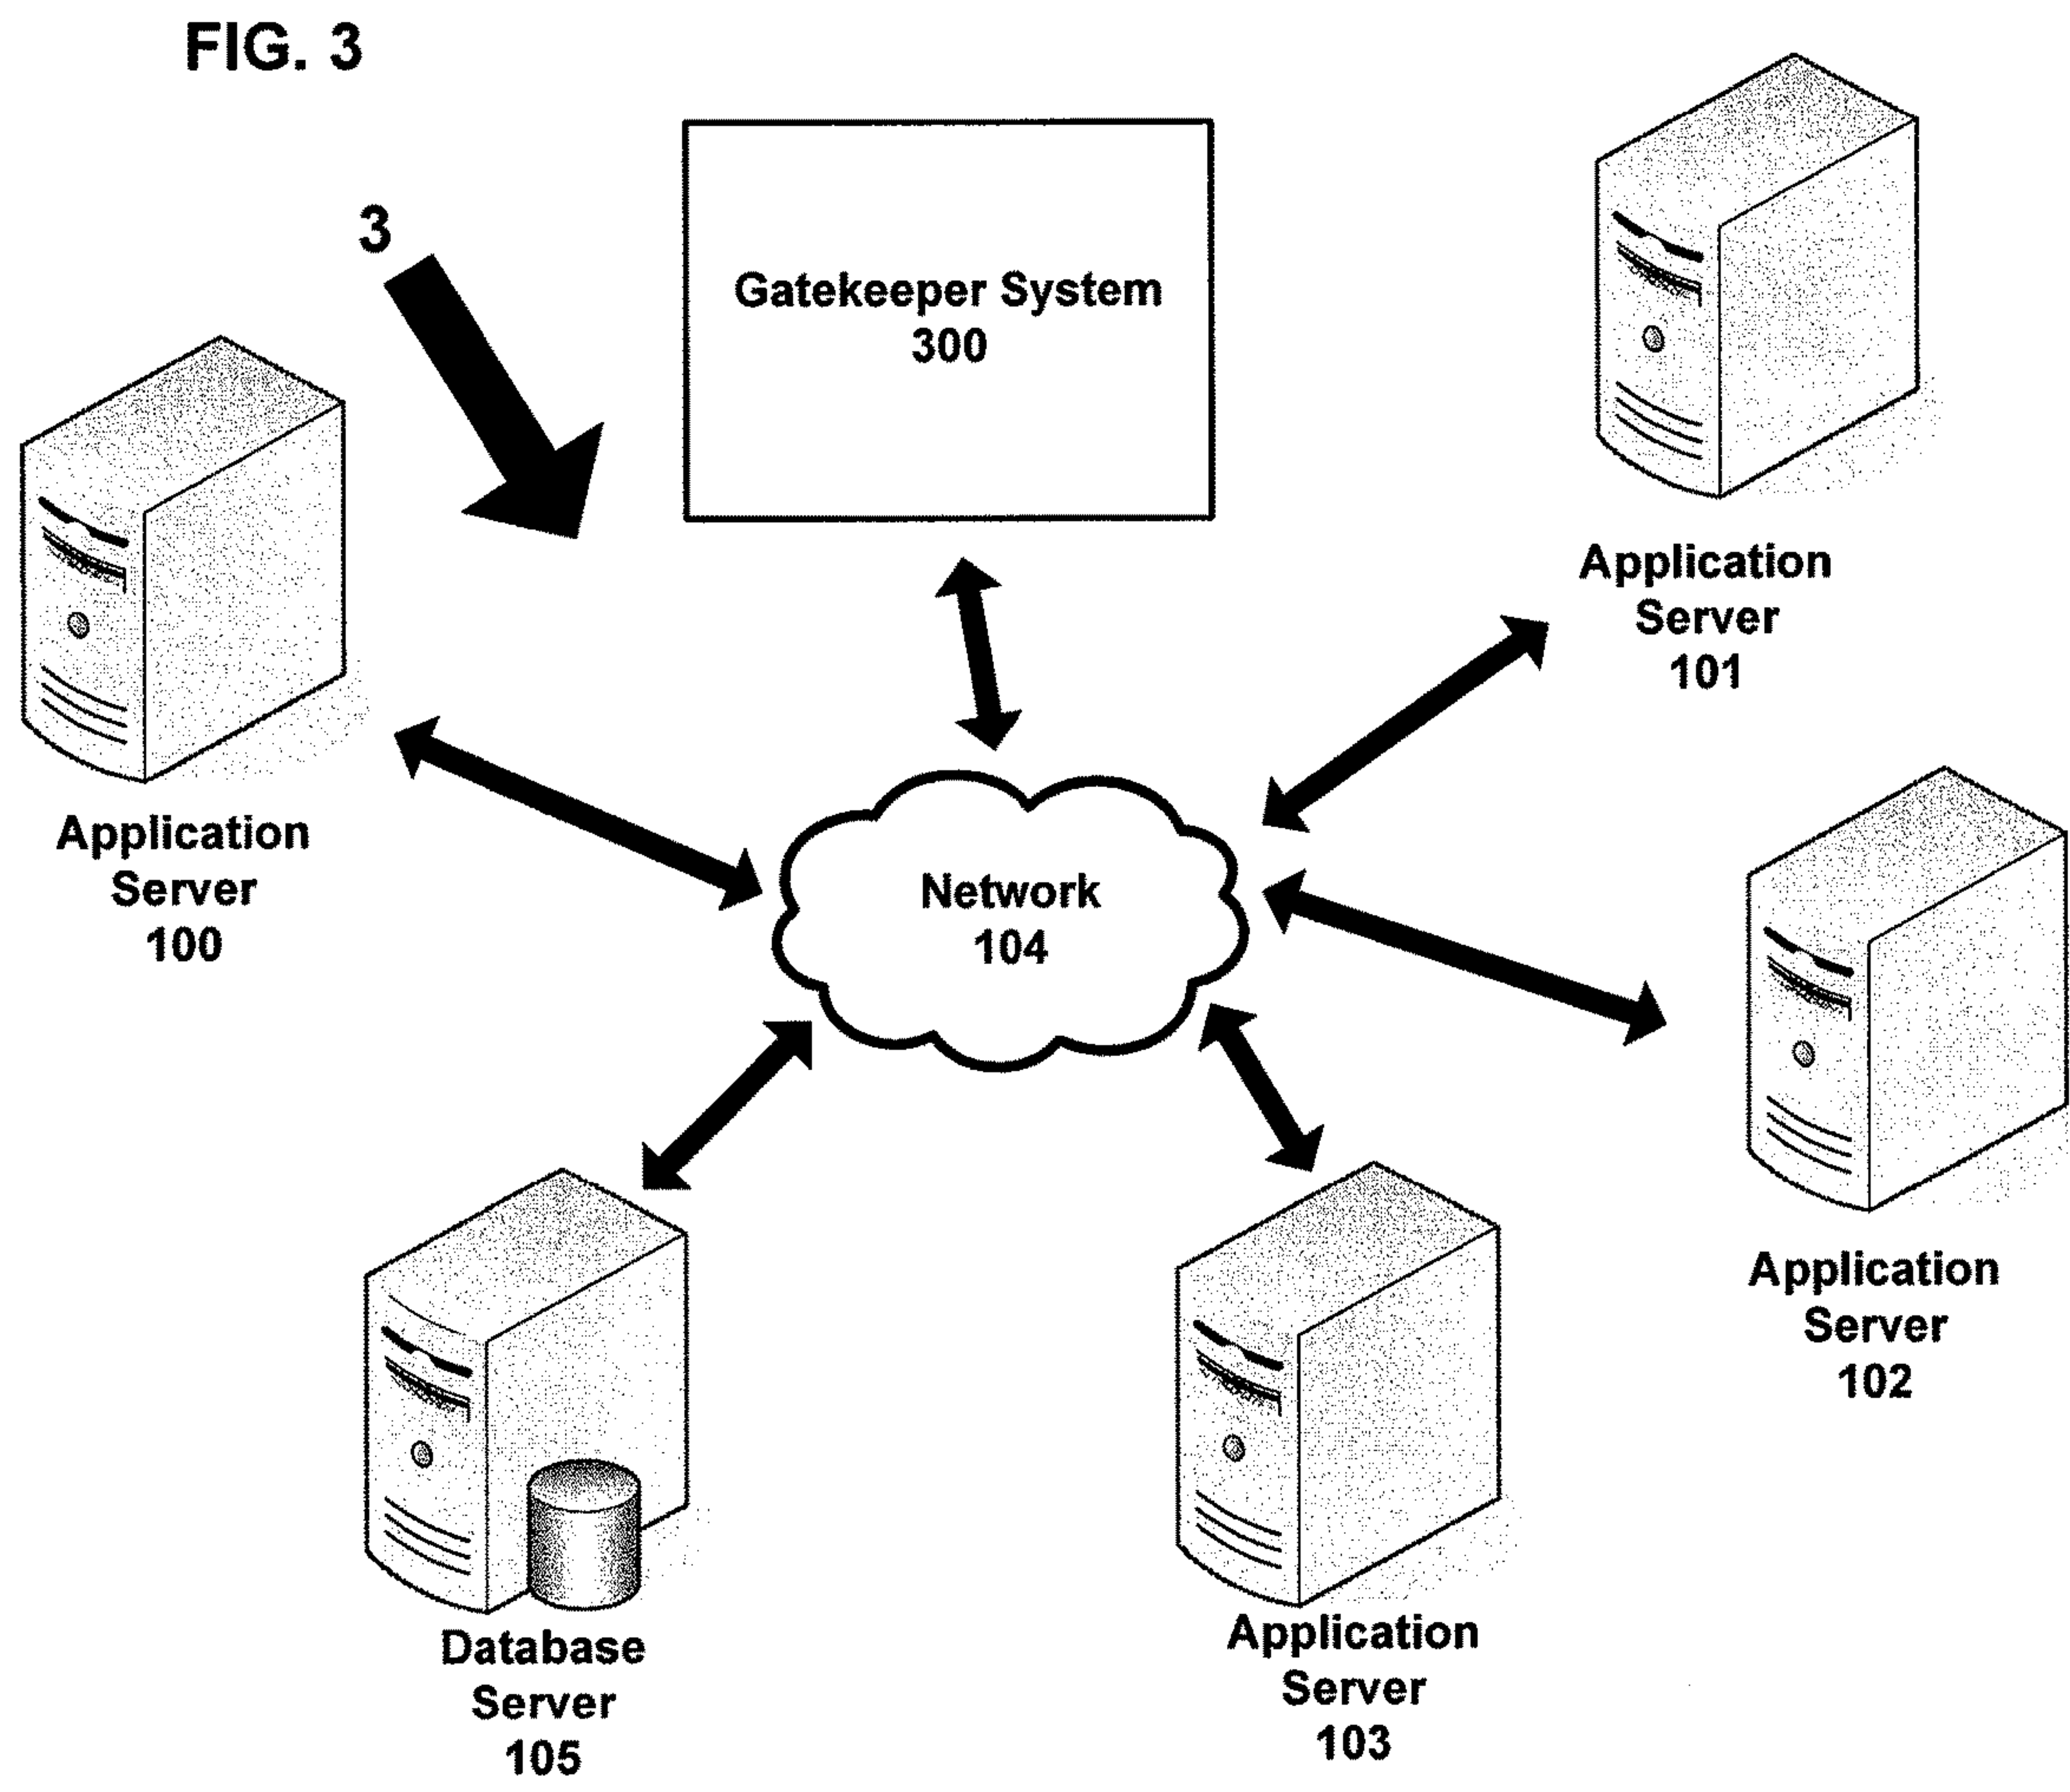 FIG. 3
3
Gatekeeper System
300
Application
Server
101
Application
Server
100
Network
104
Application
Server
102
Database
Server
105
Application
Server
103